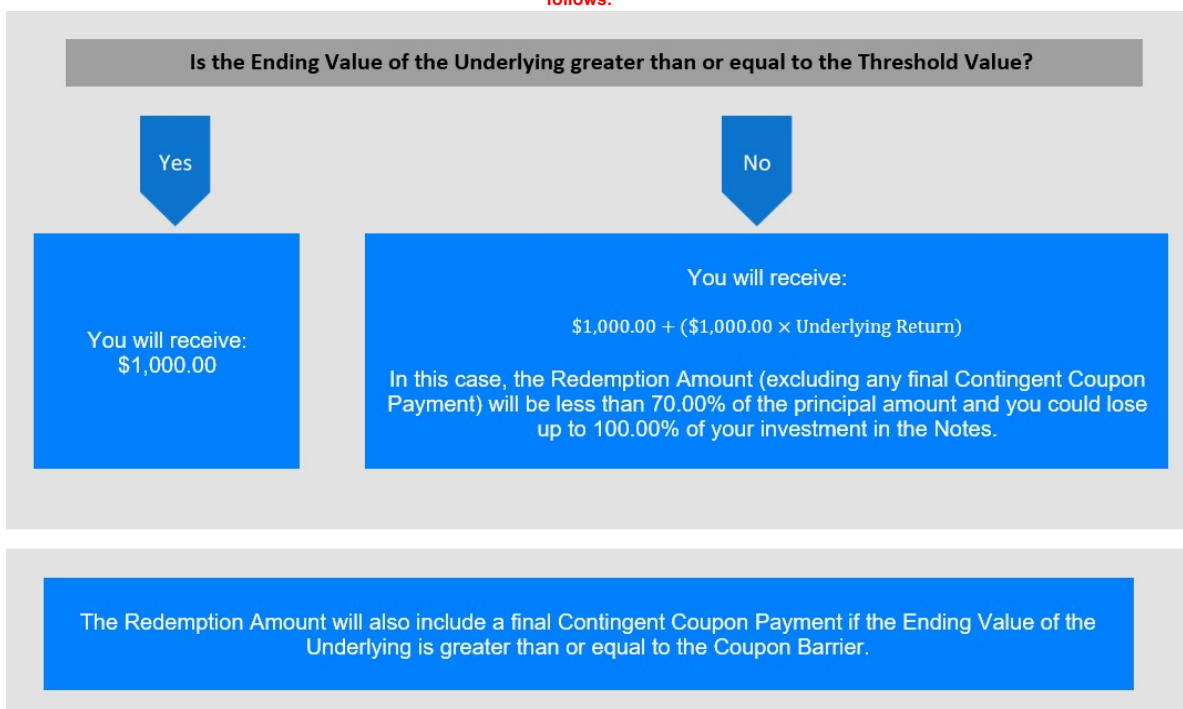 follows:
Is the Ending Value of the Underlying greater than or equal to the Threshold Value?
Yes
No
You will receive:
$1,000.00
You will receive:
$1,000.00 + ($1,000.00 × Underlying Return)
In this case, the Redemption Amount (excluding any final Contingent Coupon
Payment) will be less than 70.00% of the principal amount and you could lose
up to 100.00% of your investment in the Notes.
The Redemption Amount will also include a final Contingent Coupon Payment if the Ending Value of the
Underlying is greater than or equal to the Coupon Barrier.